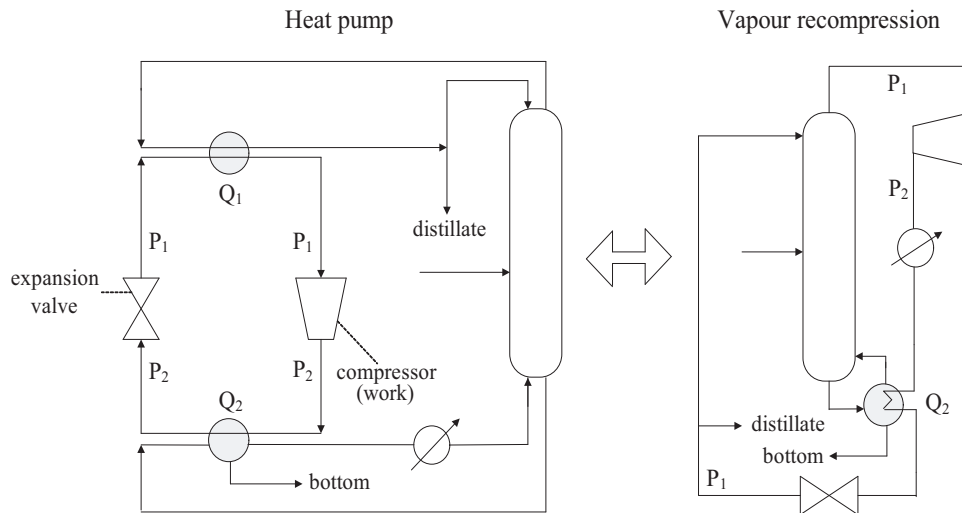 Heat pump
Vapour recompression
P₁
Q₁
P₂
distillate
P₁
P₁
expansion
valve
P₂
P₂
compressor
(work)
Q₂
Q₂
distillate
bottom
bottom
P₁